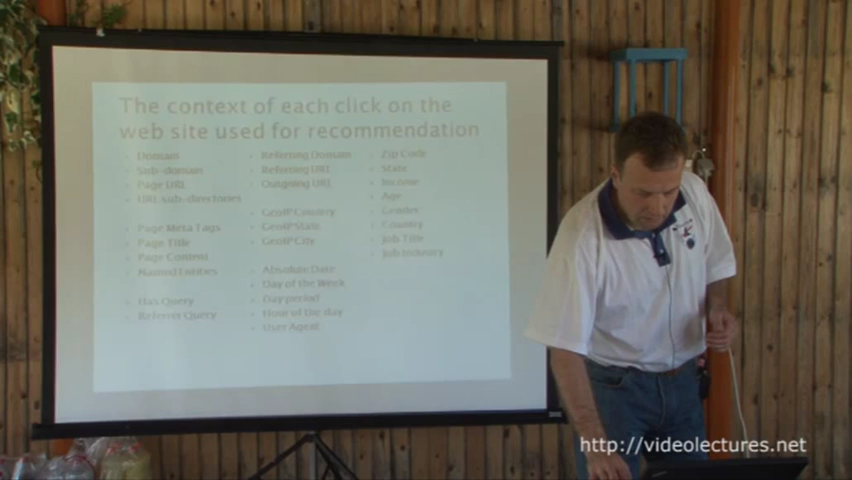 The context of each click on the
web site used for recommendation
Domain
Sub-domain
Page URL
URL sub-directories
Page Meta Tags
Page Title
Page Content
Named Entities
Has Query
Referrer Query
Referring Domain
Referring URL
Outgoing URL
GeoIP Country
GeoIP State
GeoIP City
Absolute Date
Day of the Week
Day period
Hour of the day
User Agent
Zip Code
State
Income
Age
Gender
Country
Job Title
Job Industry
http://videolectures.net